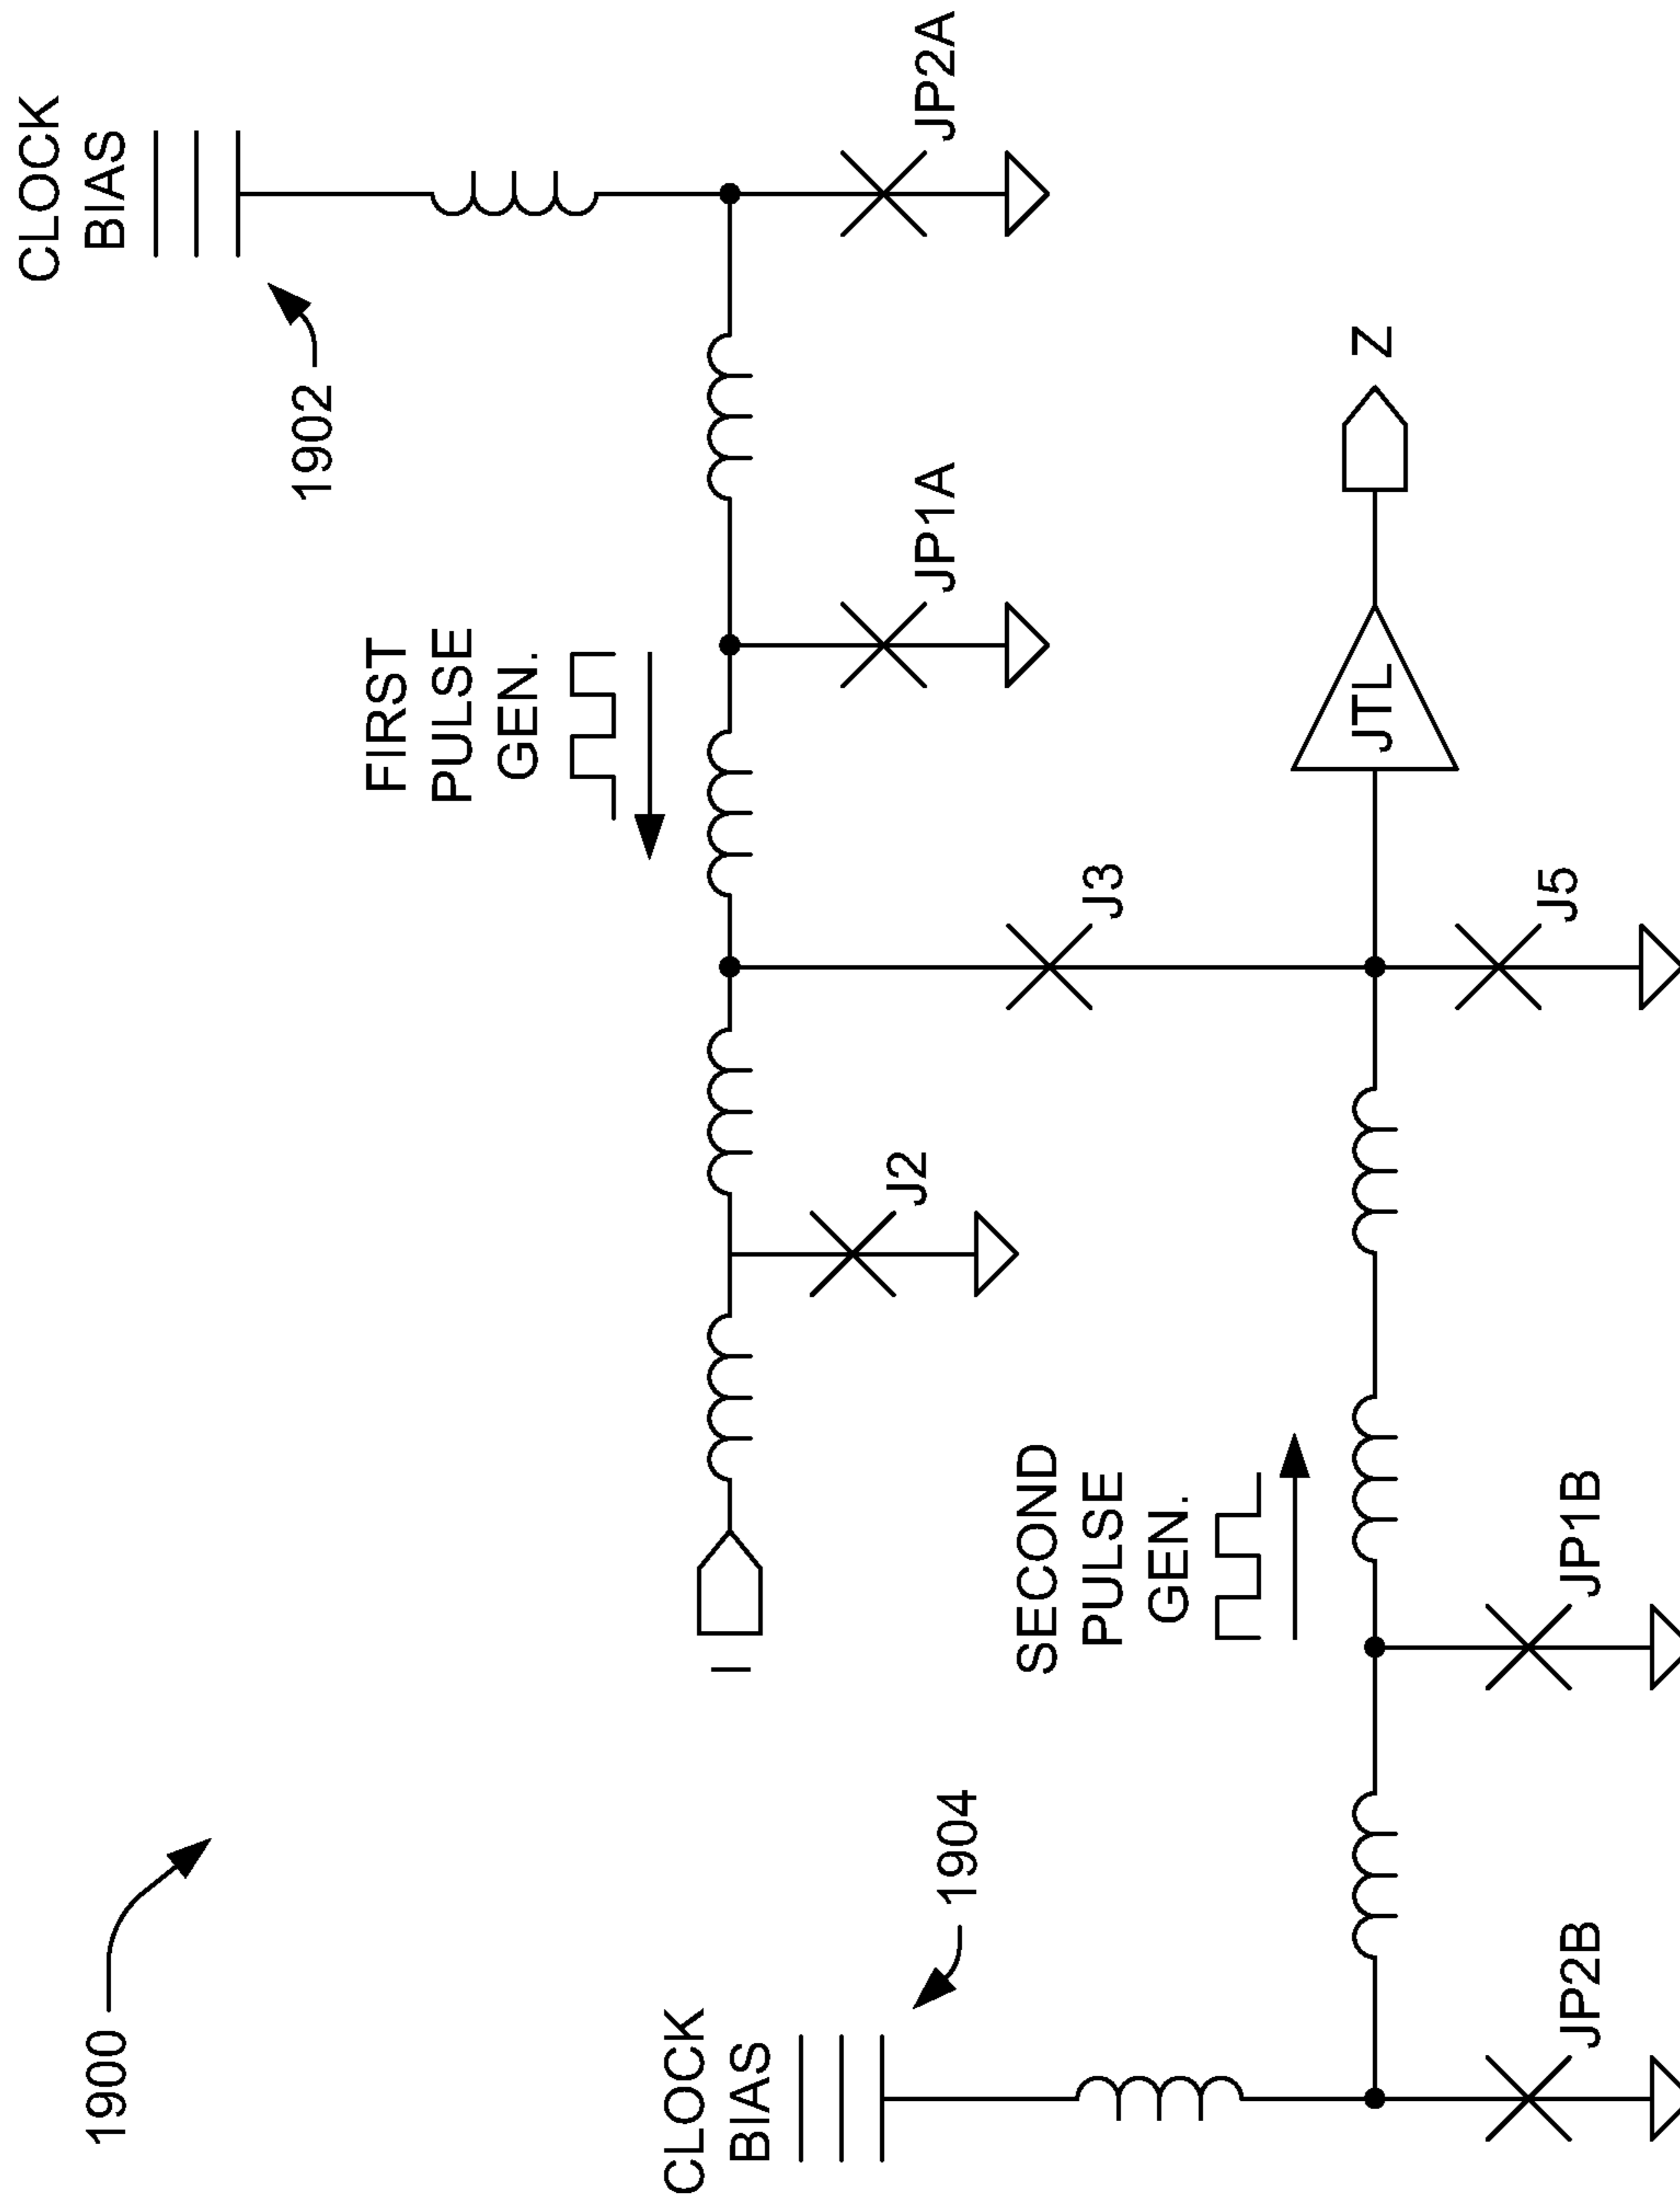 1900
CLOCK
BIAS
1902
FIRST
PULSE
GEN.
JP1A
JP2A
I
J2
J3
CLOCK
BIAS
1904
SECOND
PULSE
GEN.
JTL
Z
JP2B
JP1B
J5